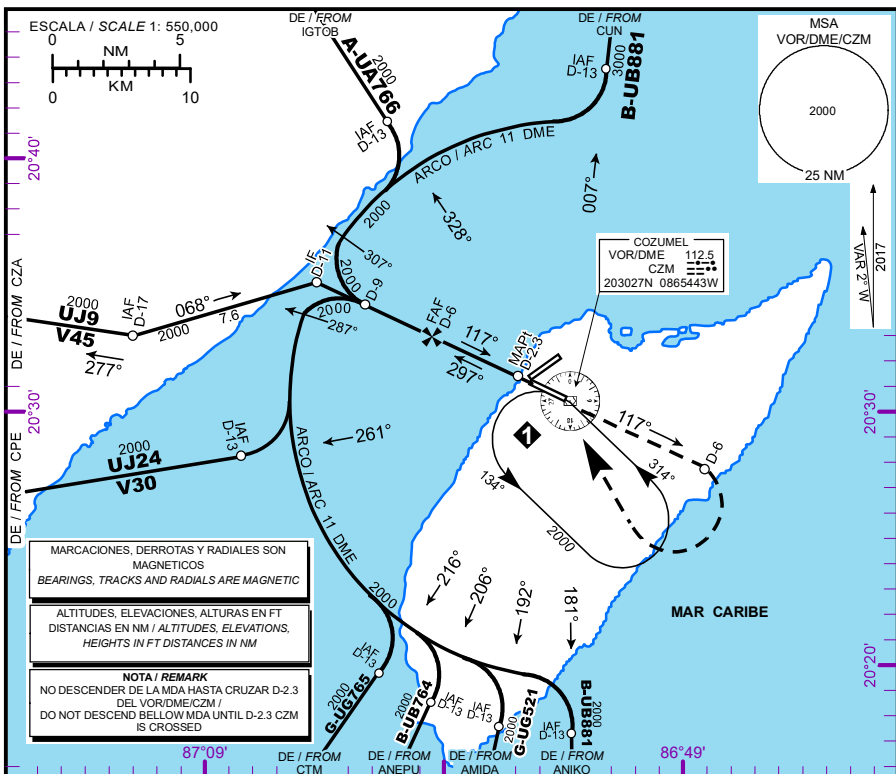 ESCALA / SCALE 1: 550,000
NM
0 5
KM
0 10
DE / FROM
IGTOB
2000
A-UA766
IAF
D-13
DE / FROM
CUN
3000
B-UB881
IAF
D-13
MSA
VOR/DME/CZM
2000
25 NM
VAR 2° W
2017
20°40'
ARCO / ARC 11 DME
2000
007°
328°
307°
COZUMEL
VOR/DME 112.5
CZM
203027N 0865443W
DE / FROM CZA
2000
UJ9
V45
277°
IAF
D-17
068°
2000
7.6
IF
D-11
2000
D-9
2000
287°
FAF
D-6
117°
297°
MAPt
D-2.3
20°30'
20°30'
1
117°
D-6
134°
314°
2000
261°
DE / FROM CPE
2000
UJ24
V30
IAF
D-13
ARCO / ARC 11 DME
2000
216°
206°
192°
181°
MAR CARIBE
MARCACIONES, DERROTAS Y RADIALES SON
MAGNETICOS
BEARINGS, TRACKS AND RADIALS ARE MAGNETIC
ALTITUDES, ELEVACIONES, ALTURAS EN FT
DISTANCIAS EN NM / ALTITUDES, ELEVATIONS,
HEIGHTS IN FT DISTANCES IN NM
NOTA / REMARK
NO DESCENDER DE LA MDA HASTA CRUZAR D-2.3
DEL VOR/DME/CZM /
DO NOT DESCEND BELLOW MDA UNTIL D-2.3 CZM
IS CROSSED
20°20'
IAF
D-13
2000
G-UG765
2000
B-UB764
IAF
D-13
IAF
D-13
2000
G-UG521
IAF
D-13
2000
B-UB881
87°09'
86°49'
DE / FROM
CTM
DE / FROM
ANEPU
DE / FROM
AMIDA
DE / FROM
ANIKO